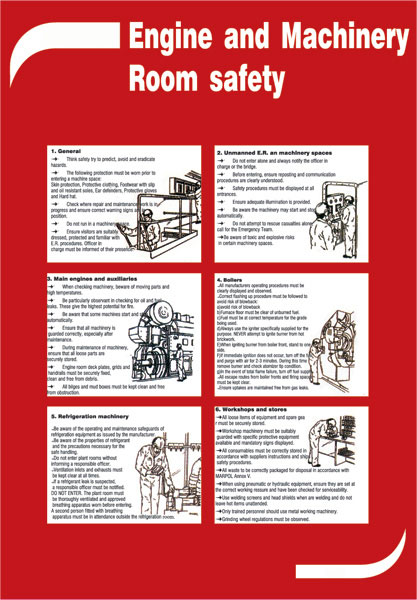 Engine and Machinery
Room safety
1. General
➔ Think safety try to predict, avoid and eradicate
hazards.
➔ The following protection must be worn prior to
entering a machine space:
Skin protection, Protective clothing, Footwear with slip
and oil resistant soles, Ear defenders, Protective gloves
and Hard hat.
➔ Check where repair and maintenance work is in
progress and ensure correct warning signs
position.
➔ Do not run in a machinery space
➔ Ensure visitors are suitable
dressed, protected and familiar with
E.R. procedures. Officer in
charge must be informed of their presence.
2. Unmanned E.R. an machinery spaces
➔ Do not enter alone and always notify the officer in
charge or the bridge.
➔ Before entering, ensure reposting and communication
procedures are clearly understood.
➔ Safety procedures must be displayed at all
entrances.
➔ Ensure adequate illumination is provided.
➔ Be aware the machinery may start and stop
automatically.
➔ Do not attempt to rescue casualties alone
call for the Emergency Team.
➔Be aware of toxic and explosive risks
in certain machinery spaces.
3. Main engines and auxiliaries
➔ When checking machinery, beware of moving parts and
high temperatures.
➔ Be particularly observant in checking for oil and fuel
leaks. These give the highest potential for fire.
➔ Be aware that some machines start and
automatically.
➔ Ensure that all machinery is
guarded correctly, especially after
maintenance.
➔ During maintenance of machinery,
ensure that all loose parts are
securely stored.
➔ Engine room deck plates, grids and
handrails must be securely fixed,
clean and free from debris.
➔ All bilges and mud boxes must be kept clean and free
from obstruction.
4. Boilers
➔All manufacturers operating procedures must be
clearly displayed and observed.
➔Correct flashing up procedure must be followed to
avoid risk of blowback:
a)avoid risk of blowback
b)Furnace floor must be clear of unburned fuel.
c)Fuel must be at correct temperature for the grade
being used.
d)Always use the igniter specifically supplied for the
purpose. NEVER attempt to ignite burner from hot
brickwork.
e)When igniting burner from boiler front, stand to one
side.
f)If immediate ignition does not occur, turn off the
and purge with air for 2-3 minutes. During this time
remove burner and check atomizer tip condition.
g)In the event of total flame failure, turn off fuel
➔All escape routes from boiler fronts and firing spaces
must be kept clear.
➔Ensure uptakes are maintained free from gas leaks.
5. Refrigeration machinery
➔Be aware of the operating and maintenance safeguards of
refrigeration equipment as issued by the manufacturer.
➔Be aware of the properties of refrigerant
and the precautions necessary for the
safe handling.
➔Do not enter plant rooms without
informing a responsible officer.
➔Ventilation inlets and exhausts must
be kept clear at all times.
➔If a refrigerant leak is suspected,
a responsible officer must be notified.
DO NOT ENTER. The plant room must
be thoroughly ventilated and approved
breathing apparatus worn before entering.
A second person fitted with breathing
apparatus must be in attendance outside the refrigeration
6. Workshops and stores
➔All loose items of equipment and spare gea
r must be securely stored.
➔Workshop machinery must be suitably
guarded with specific protective equipment
available and mandatory signs displayed.
➔All consumables must be correctly stored in
accordance with suppliers instructions and ships
safety procedures.
➔All waste to be correctly packaged for disposal in accordance with
MARPOL Annex V.
➔When using pneumatic or hydraulic equipment, ensure they are set at
the correct working ressure and have been checked for serviceability.
➔Use welding screens and head shields when are welding and do not
leave hot items unattended.
➔Only trained personnel should use metal working machinery.
➔Grinding wheel regulations must be observed.